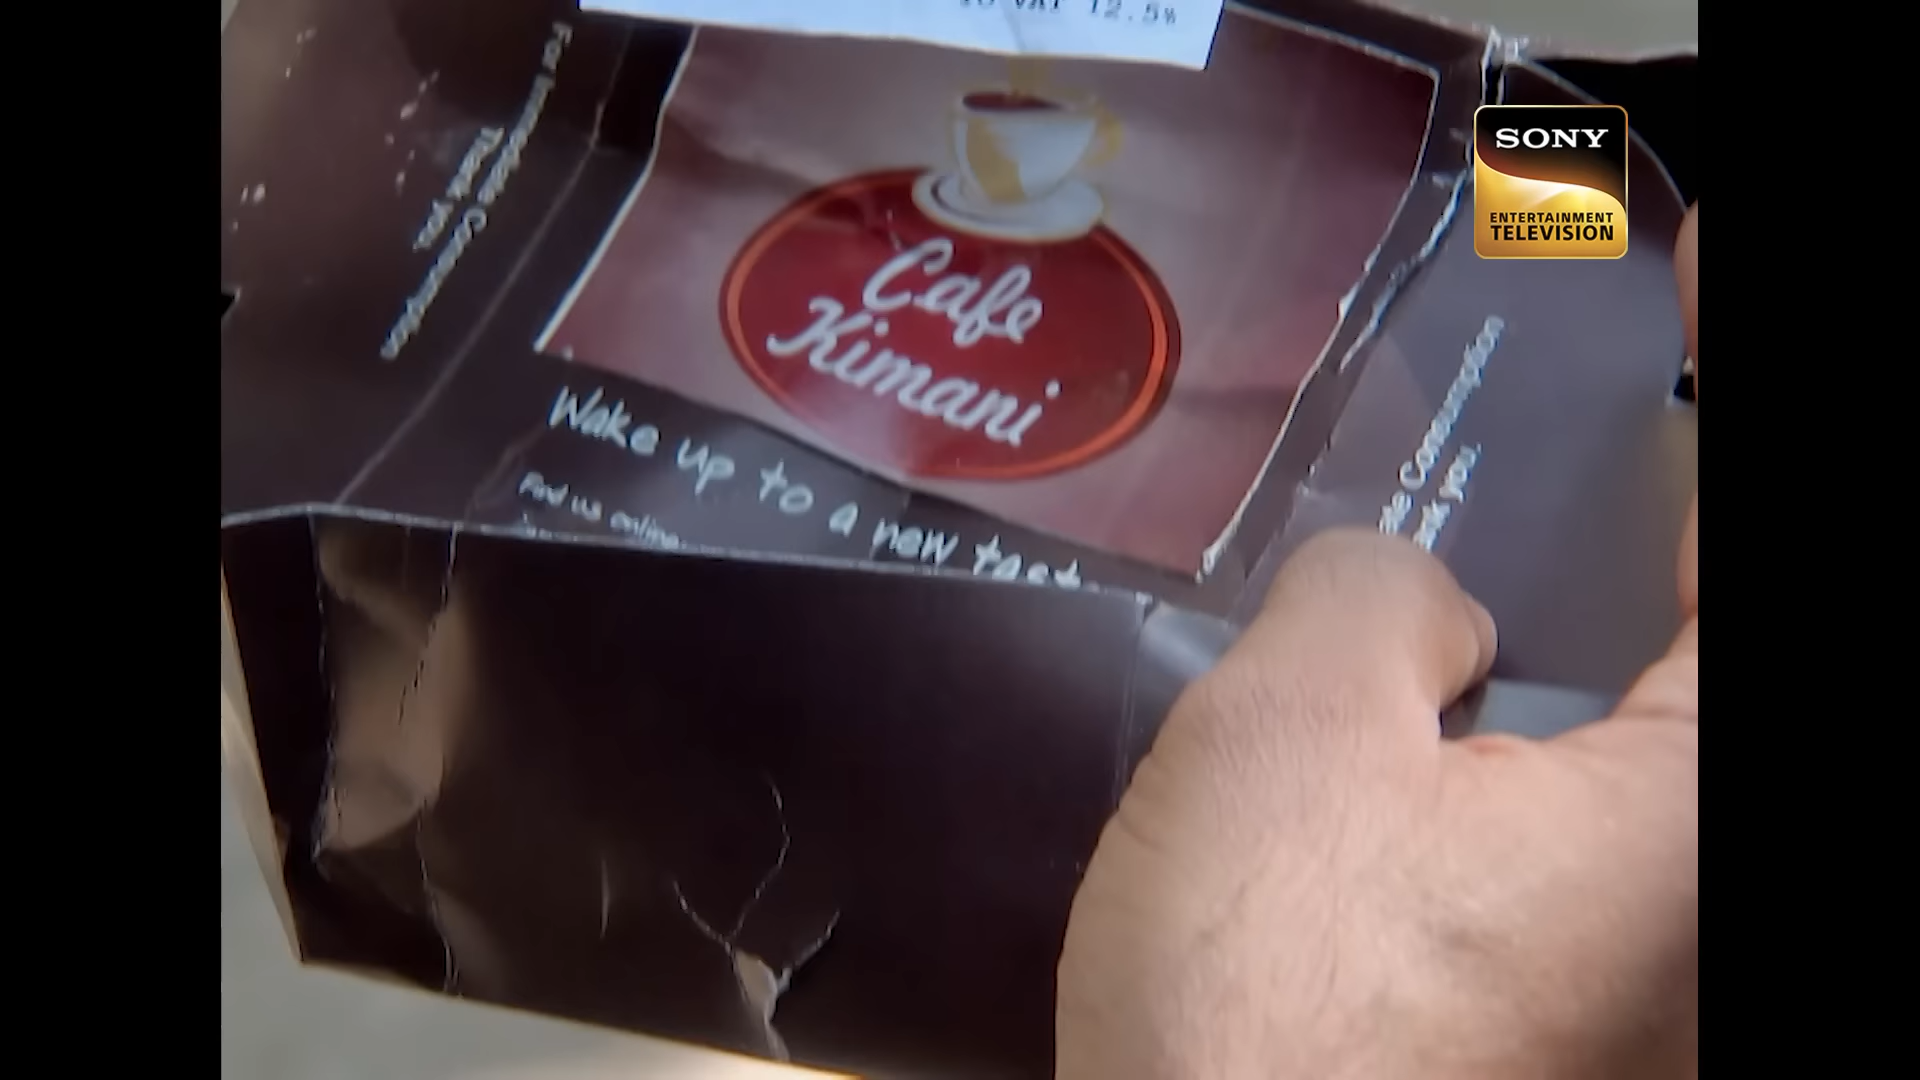 VAT 12.5%
SONY
ENTERTAINMENT
TELEVISION
For Immediate Consumption
Thank you,
Cafe
Kimani
Wake up to a new
Find us online
Consumption
you,